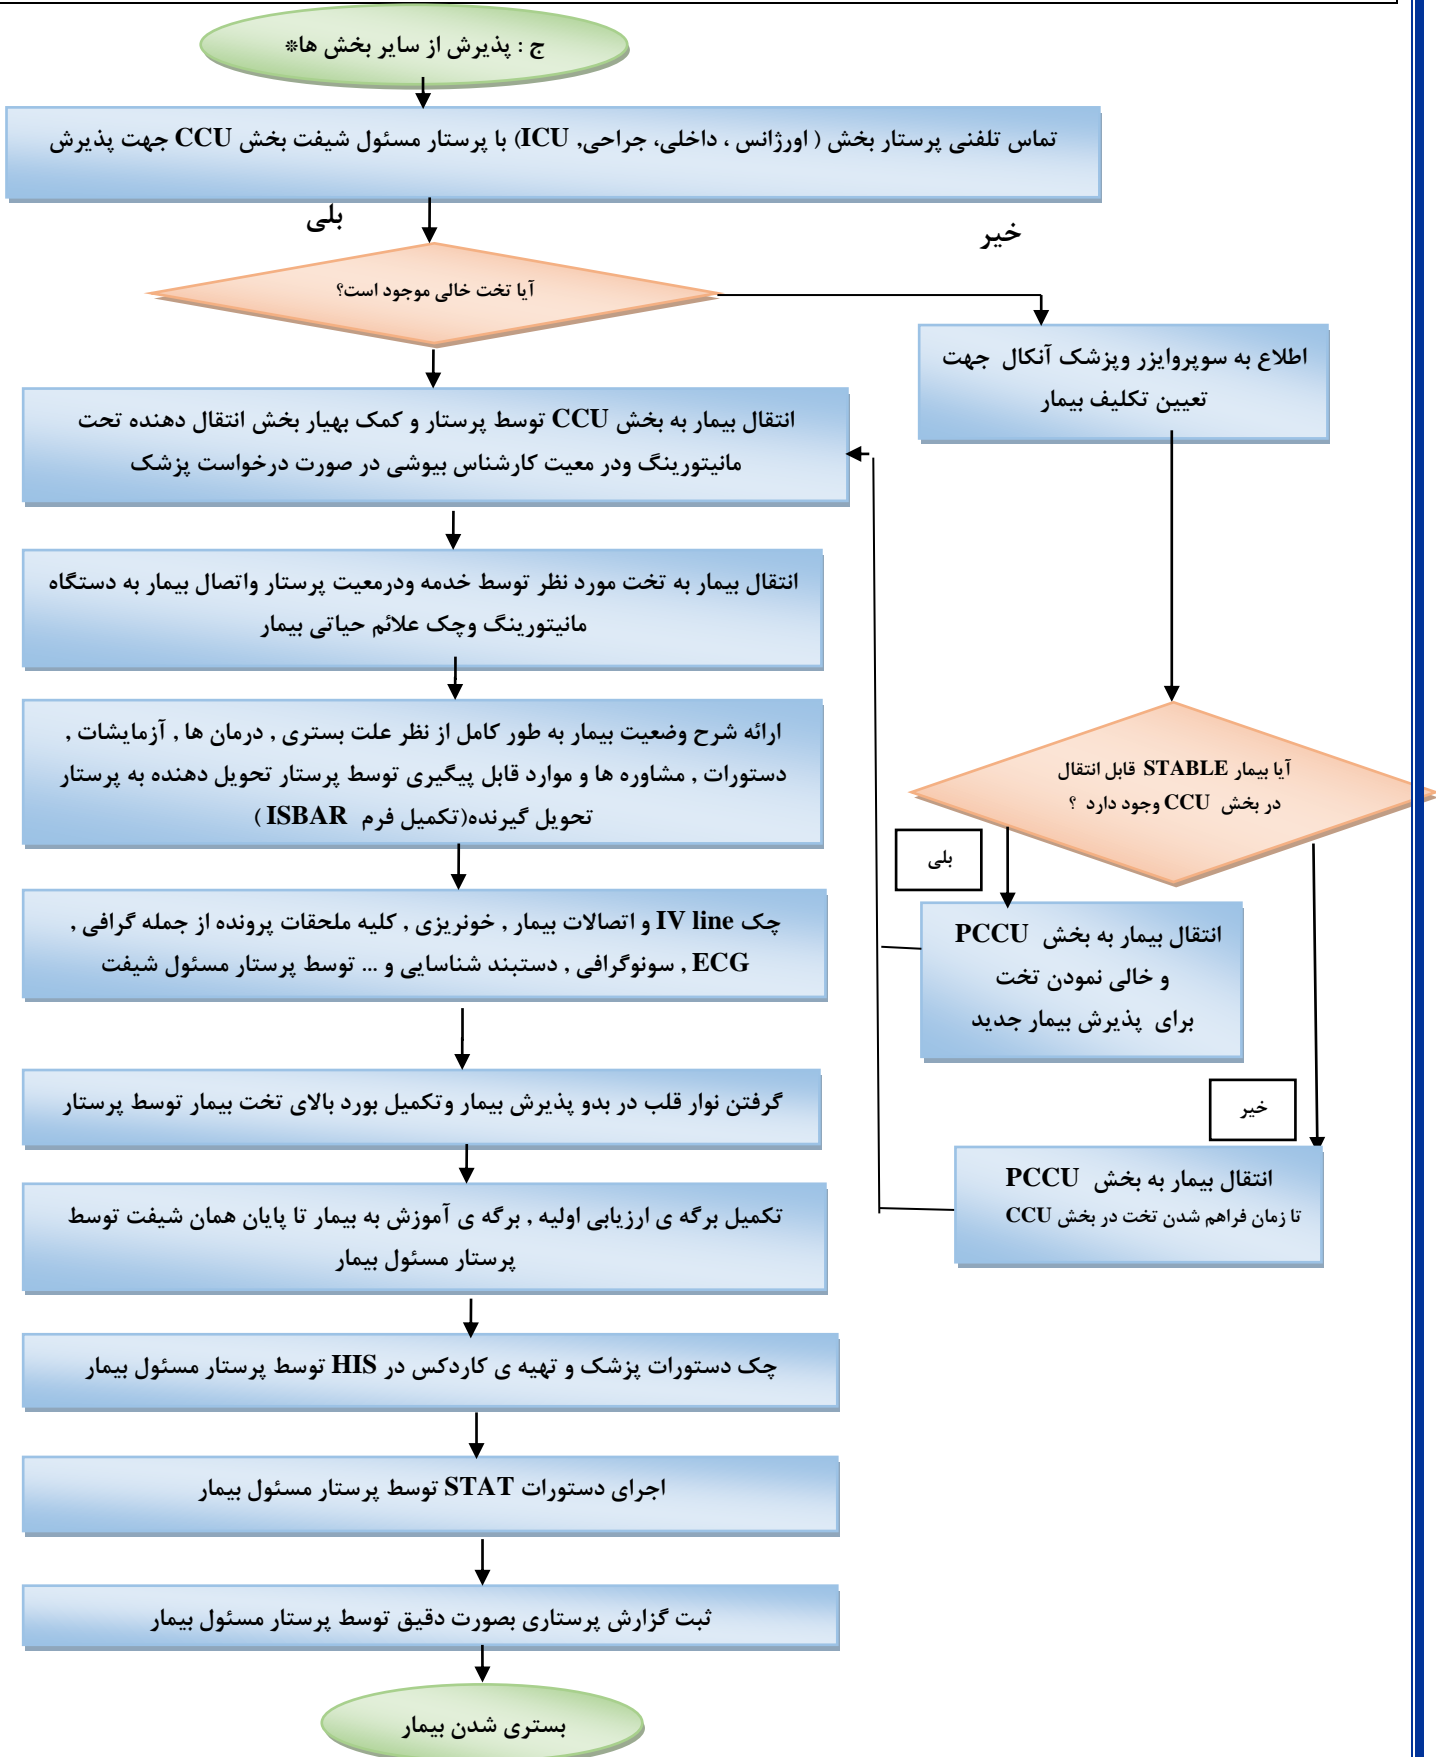 ج : پذیرش از سایر بخش ها*
تماس تلفنی پرستار بخش ( اورژانس ، داخلی، جراحی, ICU) با پرستار مسئول شیفت بخش CCU جهت پذیرش
بلی
خیر
آیا تخت خالی موجود است؟
اطلاع به سوپروایزر وپزشک آنکال جهت
تعیین تکلیف بیمار
انتقال بیمار به بخش CCU توسط پرستار و کمک بهیار بخش انتقال دهنده تحت
مانیتورینگ ودر معیت کارشناس بیوشی در صورت درخواست پزشک
انتقال بیمار به تخت مورد نظر توسط خدمه ودرمعیت پرستار واتصال بیمار به دستگاه
مانیتورینگ وچک علائم حیاتی بیمار
ارائه شرح وضعیت بیمار به طور کامل از نظر علت بستری , درمان ها , آزمایشات ,
دستورات , مشاوره ها و موارد قابل پیگیری توسط پرستار تحویل دهنده به پرستار
تحویل گیرنده(تکمیل فرم ISBAR )
آیا بیمار STABLE قابل انتقال
در بخش CCU وجود دارد ؟
بلی
چک IV line و اتصالات بیمار , خونریزی , کلیه ملحقات پرونده از جمله گرافی ,
ECG , سونوگرافی , دستبند شناسایی و ... توسط پرستار مسئول شیفت
انتقال بیمار به بخش PCCU
و خالی نمودن تخت
برای پذیرش بیمار جدید
گرفتن نوار قلب در بدو پذیرش بیمار وتکمیل بورد بالای تخت بیمار توسط پرستار
خیر
انتقال بیمار به بخش PCCU
تا زمان فراهم شدن تخت در بخش CCU
تکمیل برگه ی ارزیابی اولیه , برگه ی آموزش به بیمار تا پایان همان شیفت توسط
پرستار مسئول بیمار
چک دستورات پزشک و تهیه ی کاردکس در HIS توسط پرستار مسئول بیمار
اجرای دستورات STAT توسط پرستار مسئول بیمار
ثبت گزارش پرستاری بصورت دقیق توسط پرستار مسئول بیمار
بستری شدن بیمار